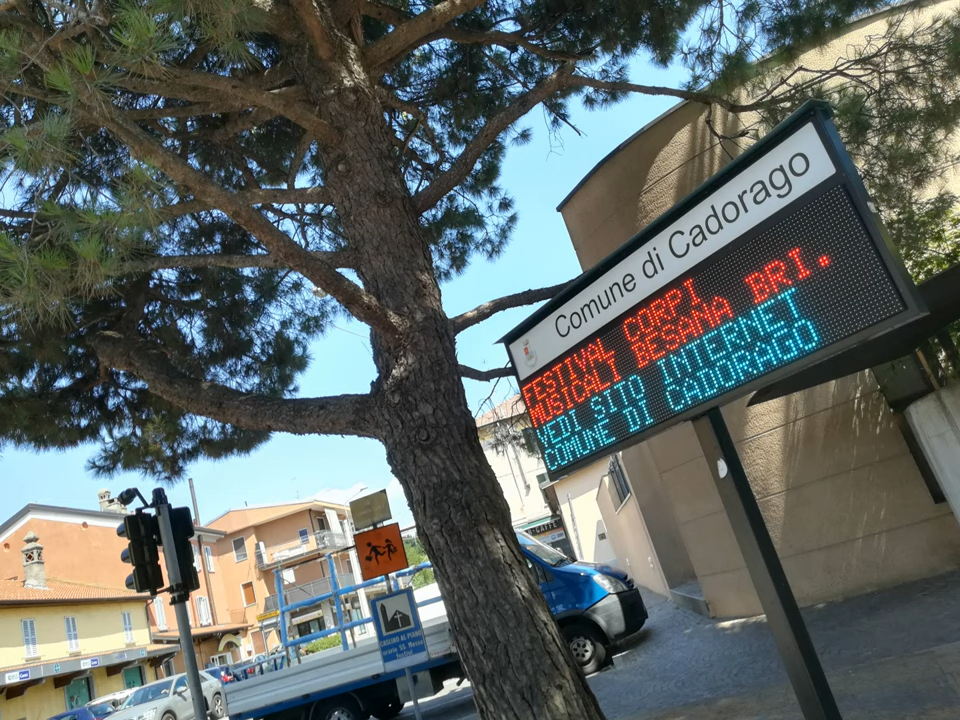 Comune di Cadorago
FESTIVAL CORPI
MUSICALI BESANA BRI.
VEDI SITO INTERNET
COMUNE DI CADORAGO